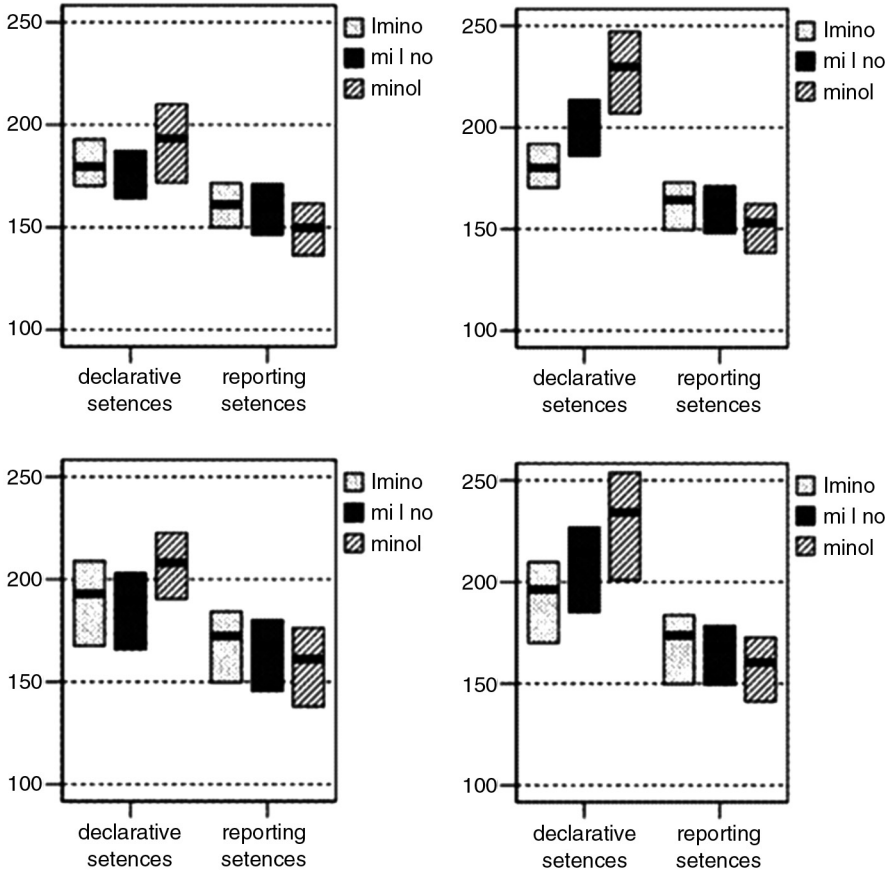 250
200
150
100
lmino
mi l no
minol
declarative
setences
reporting
setences
250
200
150
100
lmino
mi l no
minol
declarative
setences
reporting
setences
250
200
150
100
lmino
mi l no
minol
declarative
setences
reporting
setences
250
200
150
100
lmino
mi l no
minol
declarative
setences
reporting
setences